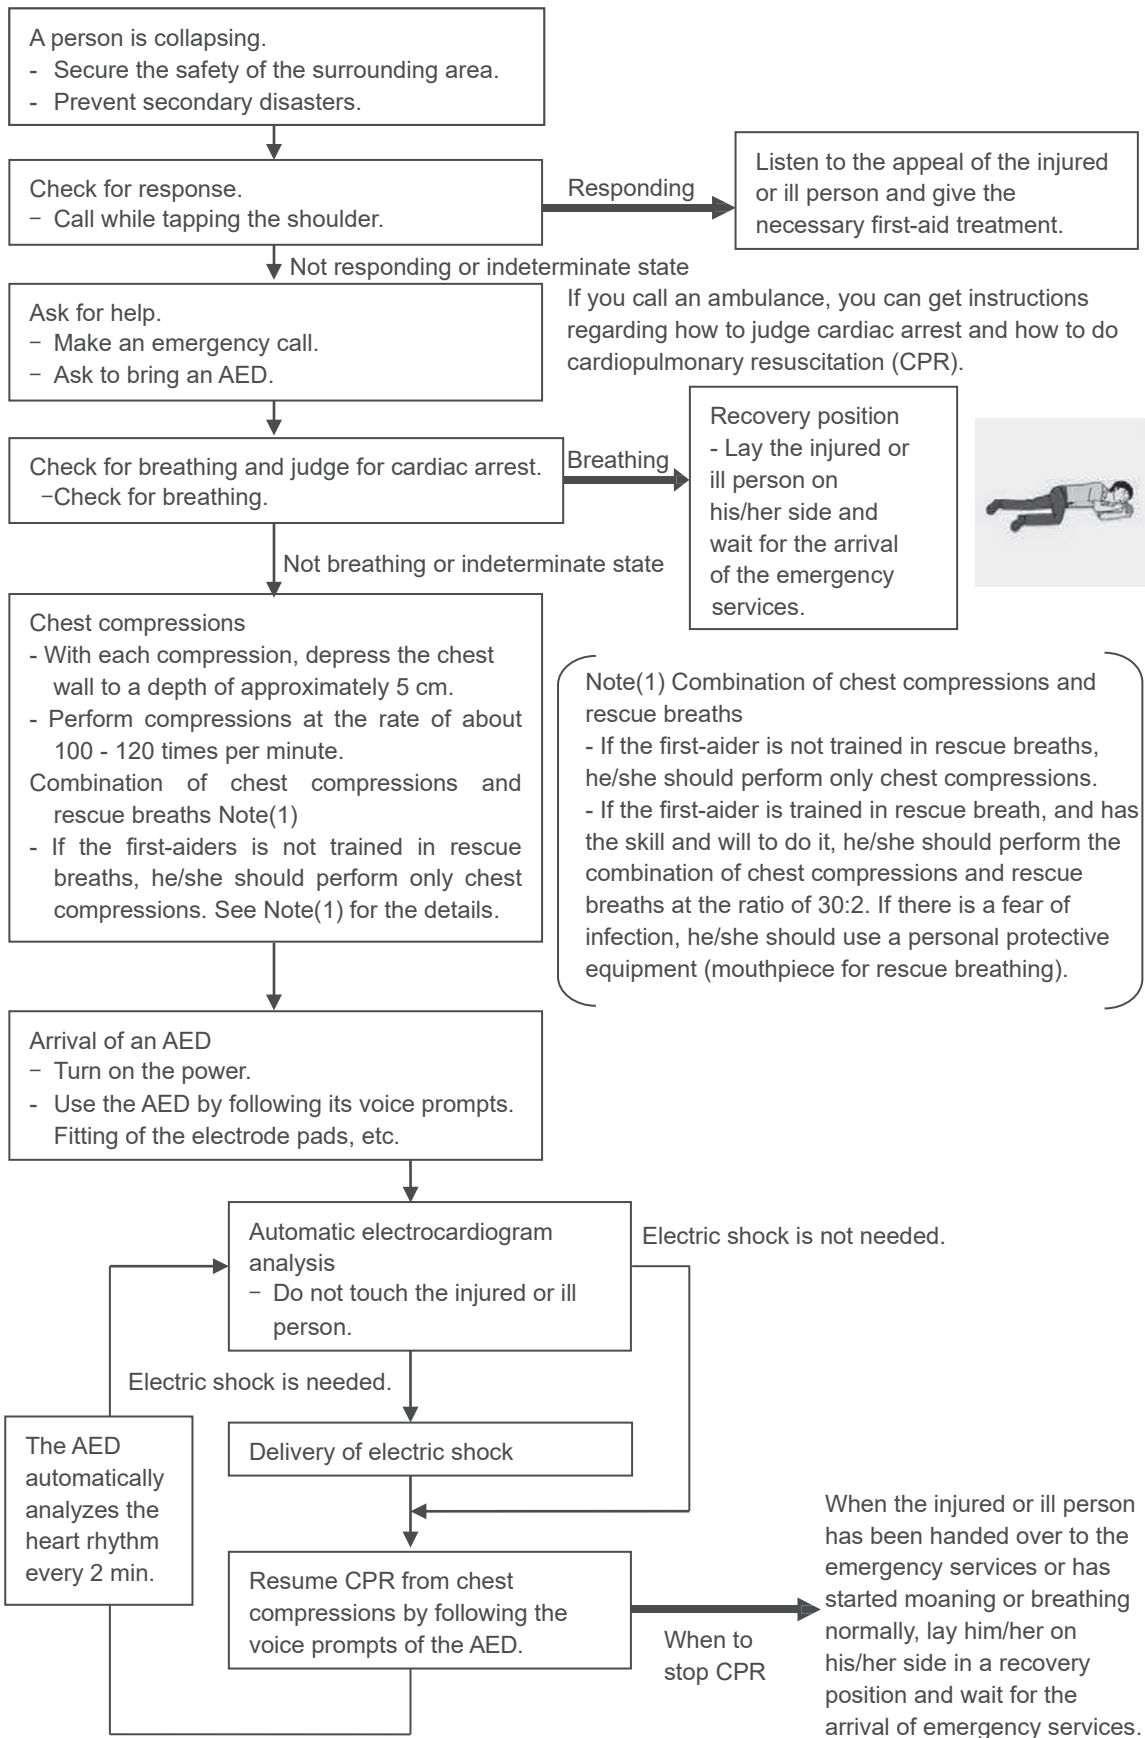 A person is collapsing.
- Secure the safety of the surrounding area.
- Prevent secondary disasters.
Check for response.
− Call while tapping the shoulder.
Responding
Listen to the appeal of the injured
or ill person and give the
necessary first-aid treatment.
Not responding or indeterminate state
Ask for help.
− Make an emergency call.
− Ask to bring an AED.
If you call an ambulance, you can get instructions
regarding how to judge cardiac arrest and how to do
cardiopulmonary resuscitation (CPR).
Check for breathing and judge for cardiac arrest.
−Check for breathing.
Breathing
Recovery position
- Lay the injured or
ill person on
his/her side and
wait for the arrival
of the emergency
services.
Not breathing or indeterminate state
Chest compressions
- With each compression, depress the chest
wall to a depth of approximately 5 cm.
- Perform compressions at the rate of about
100 - 120 times per minute.
Combination of chest compressions and
rescue breaths Note(1)
- If the first-aiders is not trained in rescue
breaths, he/she should perform only chest
compressions. See Note(1) for the details.
Note(1) Combination of chest compressions and
rescue breaths
- If the first-aider is not trained in rescue breaths,
he/she should perform only chest compressions.
- If the first-aider is trained in rescue breath, and has
the skill and will to do it, he/she should perform the
combination of chest compressions and rescue
breaths at the ratio of 30:2. If there is a fear of
infection, he/she should use a personal protective
equipment (mouthpiece for rescue breathing).
Arrival of an AED
− Turn on the power.
- Use the AED by following its voice prompts.
Fitting of the electrode pads, etc.
Automatic electrocardiogram
analysis
− Do not touch the injured or ill
person.
Electric shock is not needed.
Electric shock is needed.
Delivery of electric shock
The AED
automatically
analyzes the
heart rhythm
every 2 min.
Resume CPR from chest
compressions by following the
voice prompts of the AED.
When to
stop CPR
When the injured or ill person
has been handed over to the
emergency services or has
started moaning or breathing
normally, lay him/her on
his/her side in a recovery
position and wait for the
arrival of emergency services.